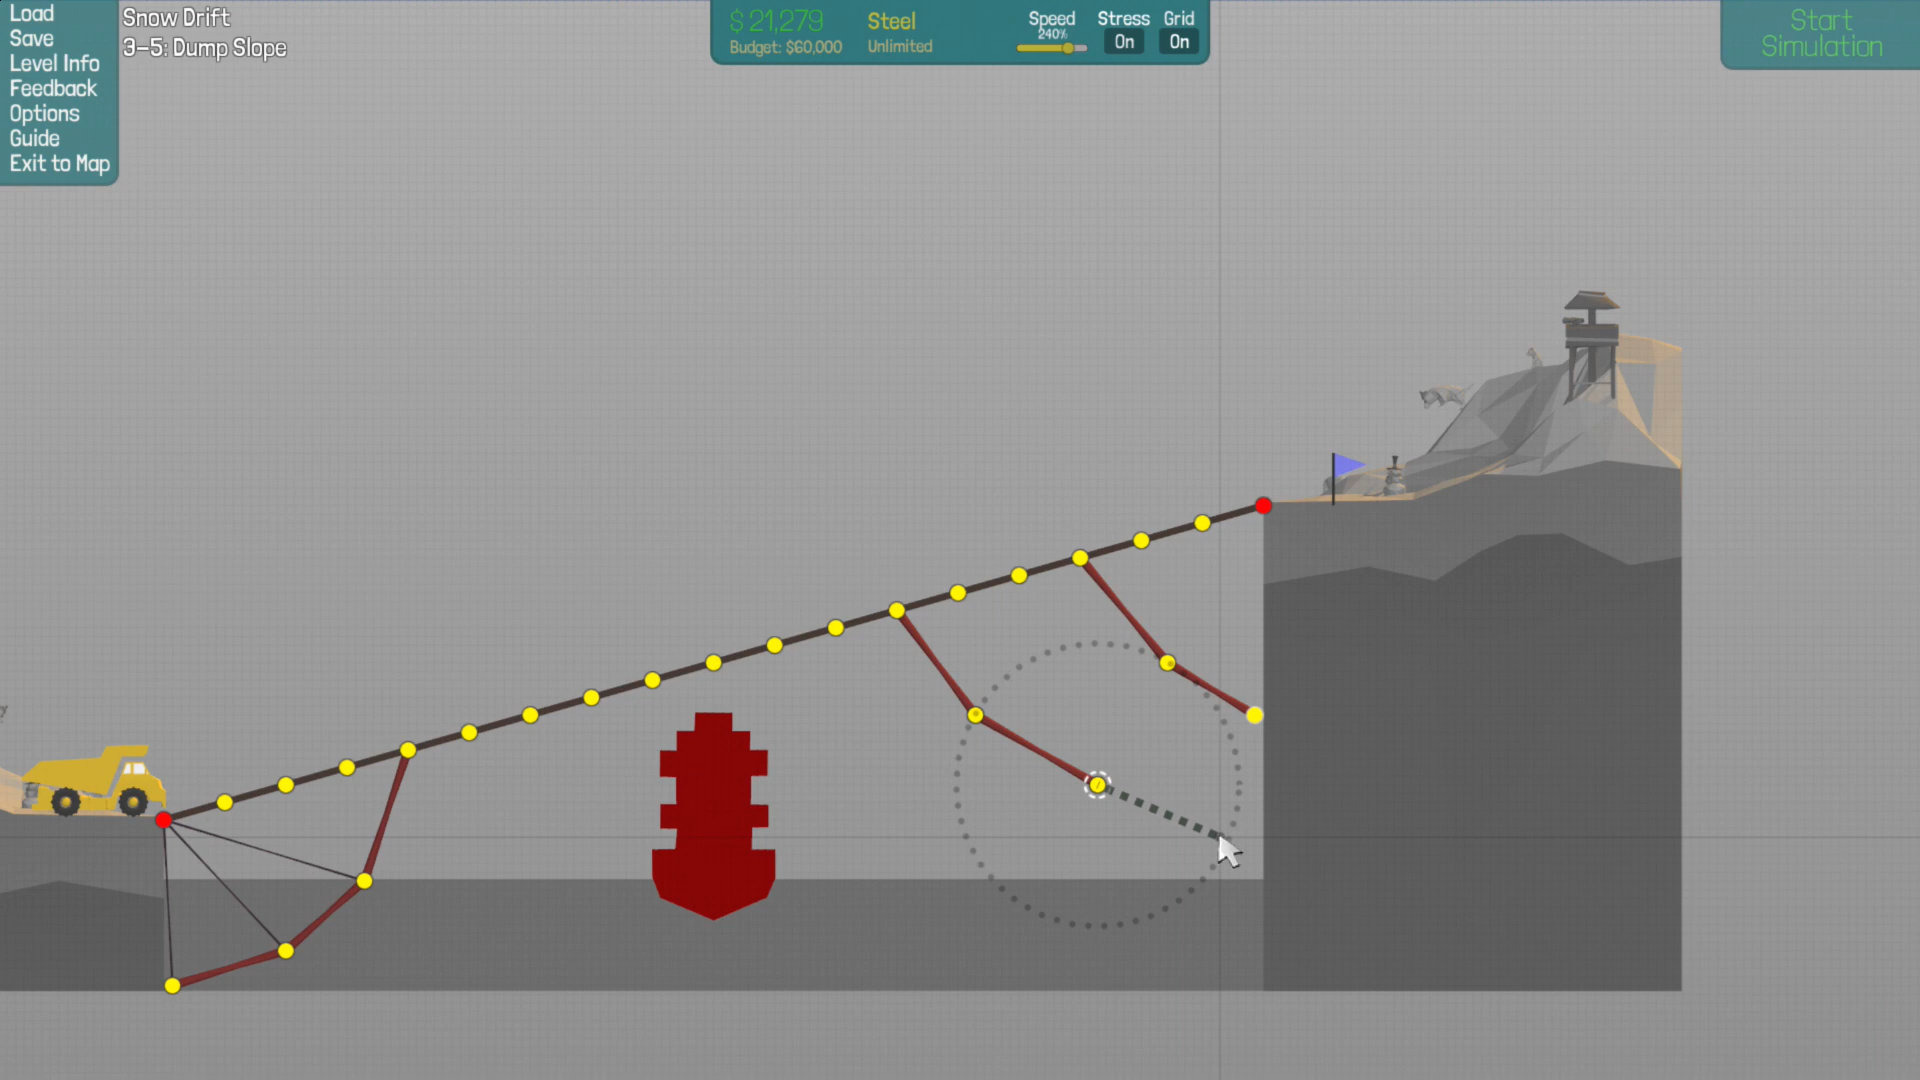 Load
Save
Level Info
Feedback
Options
Guide
Exit to Map
Snow Drift
3-5: Dump Slope
$ 21,279
Budget: $60,000
Steel
Unlimited
Speed
240%
Stress
On
Grid
On
Start
Simulation